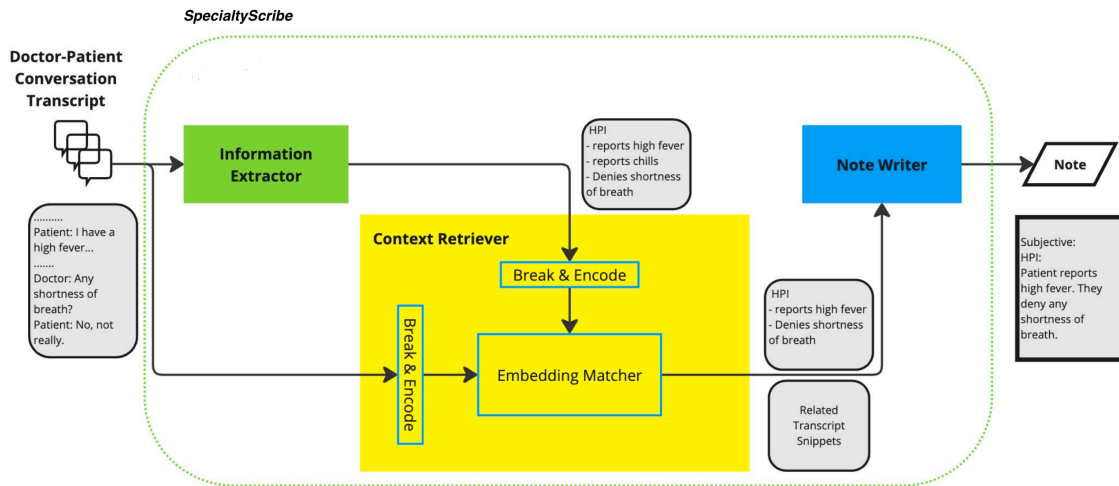 SpecialtyScribe
Doctor-Patient
Conversation
Transcript
Information
Extractor
HPI
- reports high fever
- reports chills
- Denies shortness
of breath
Note Writer
Note
..........
Patient: I have a
high fever...
.......
Doctor: Any
shortness of
breath?
Patient: No, not
really.
Context Retriever
Break & Encode
Break & Encode
Embedding Matcher
HPI
- reports high fever
- Denies shortness
of breath
Related
Transcript
Snippets
Subjective:
HPI:
Patient reports
high fever. They
deny any
shortness of
breath.